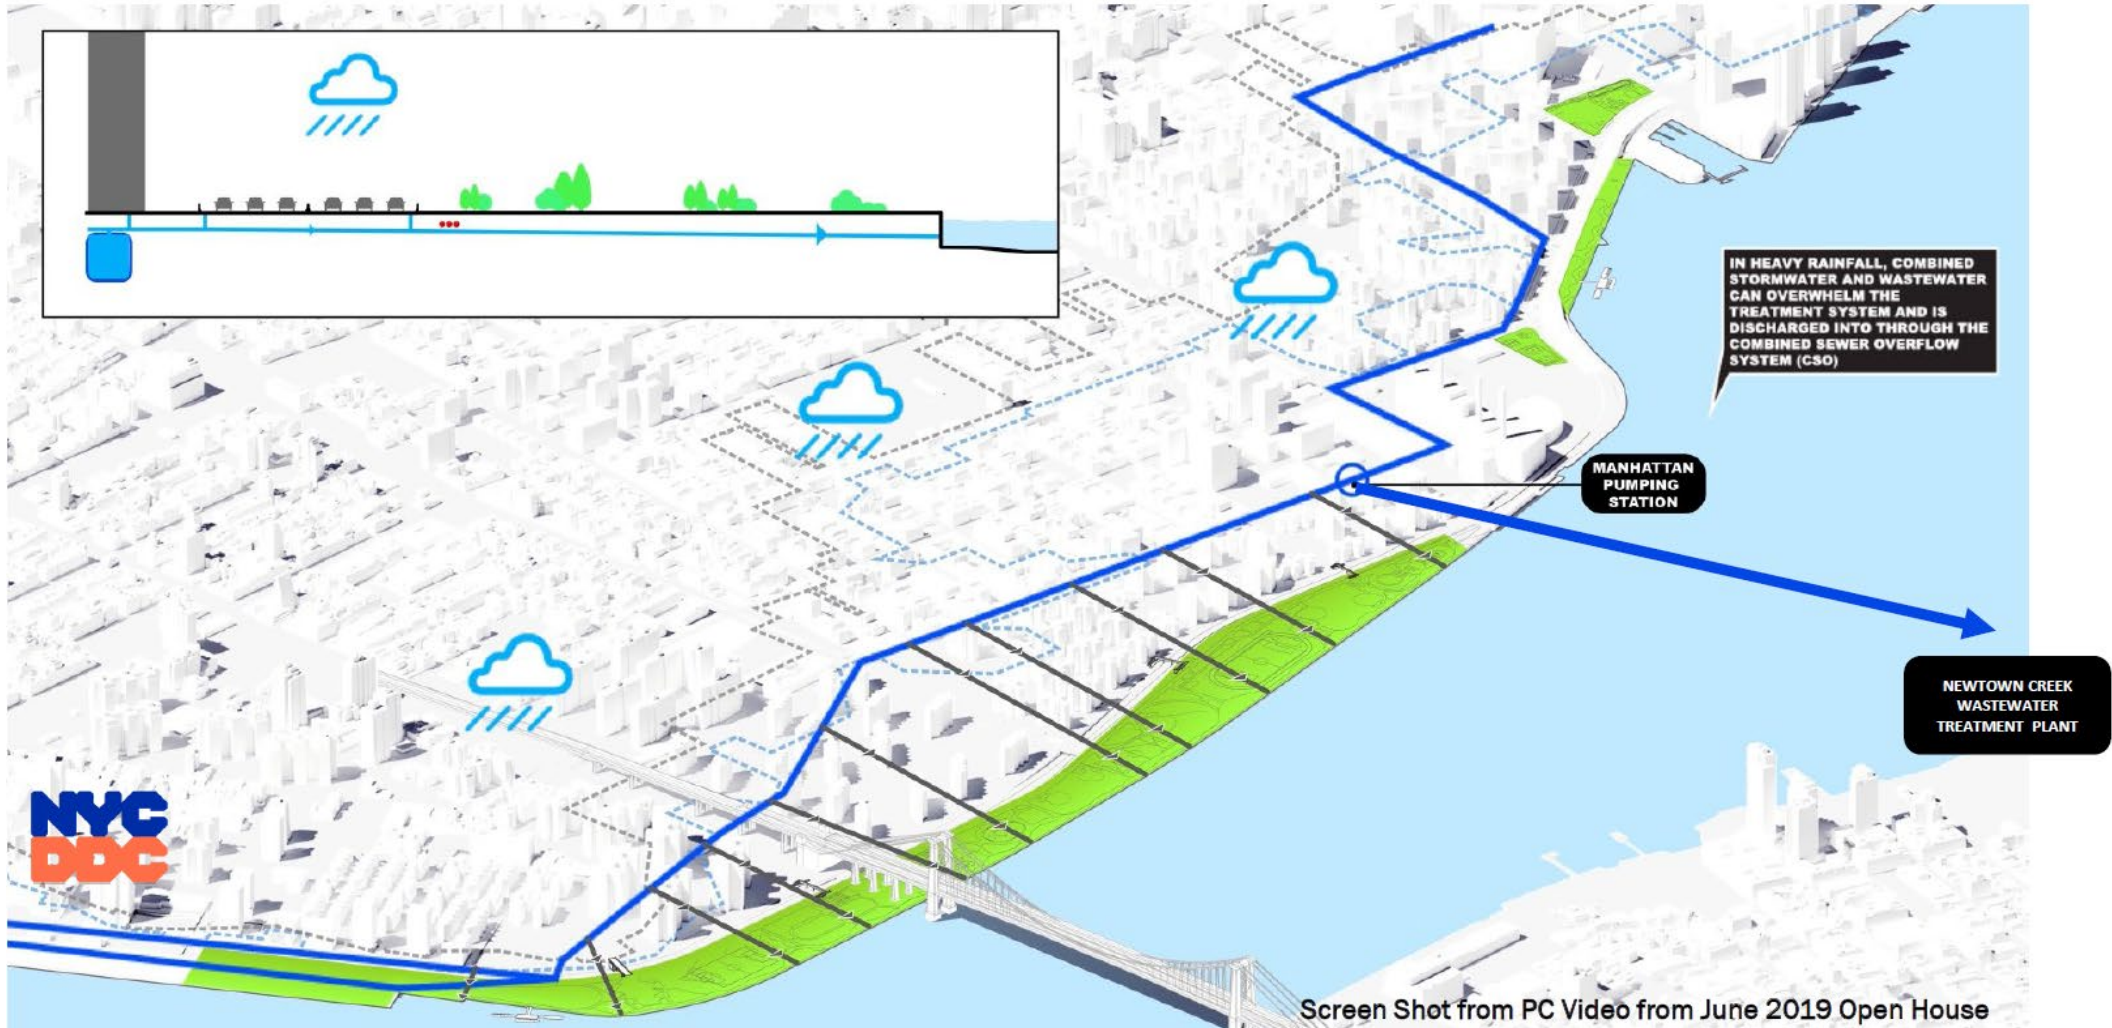 IN HEAVY RAINFALL, COMBINED
STORMWATER AND WASTEWATER
CAN OVERWHELM THE
TREATMENT SYSTEM AND IS
DISCHARGED INTO THROUGH THE
COMBINED SEWER OVERFLOW
SYSTEM (CSO)
MANHATTAN
PUMPING
STATION
NEWTOWN CREEK
WASTEWATER
TREATMENT PLANT
NYC
DDC
Screen Shot from PC Video from June 2019 Open House